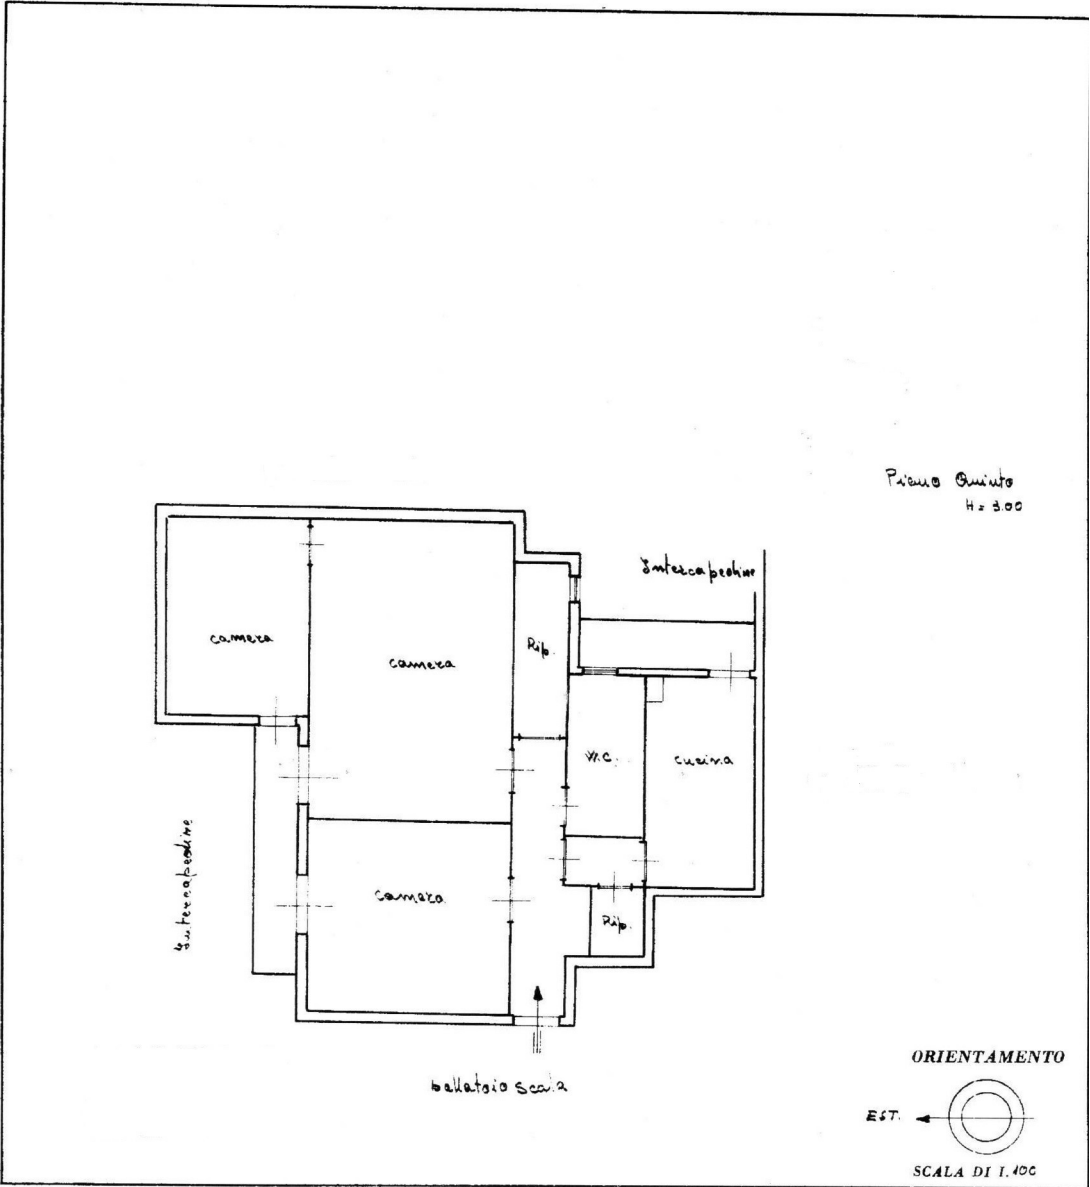 Piano Quinto
H = 3.00
Intercapedine
camera
camera
Rip.
W.C.
cucina
Intercapedine
camera
Rip.
ballatoio scala
ORIENTAMENTO
EST.
SCALA DI 1.100